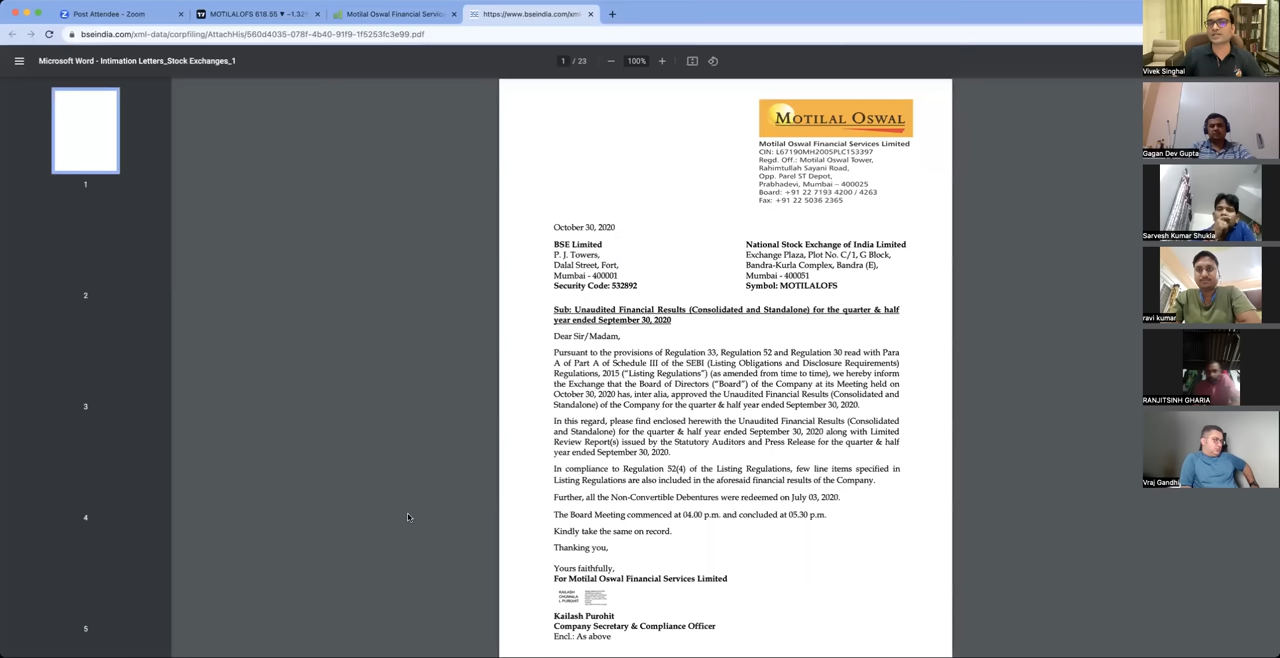 Post Attendee - Zoom
MOTILALOFS 618.55 ▼ −1.32%
Motilal Oswal Financial Service
https://www.bseindia.com/xml-
bseindia.com/xml-data/corpfiling/AttachHis/560d4035-078f-4b40-91f9-1f5253fc3e99.pdf
Microsoft Word - Intimation Letters_Stock Exchanges_1
1 / 23
100%
1
2
3
4
5
MOTILAL OSWAL
Motilal Oswal Financial Services Limited
CIN: L67190MH2005PLC153397
Regd. Off.: Motilal Oswal Tower,
Rahimtullah Sayani Road,
Opp. Parel ST Depot,
Prabhadevi, Mumbai – 400025
Board: +91 22 7193 4200 / 4263
Fax: +91 22 5036 2365
October 30, 2020
BSE Limited
P. J. Towers,
Dalal Street, Fort,
Mumbai - 400001
Security Code: 532892
National Stock Exchange of India Limited
Exchange Plaza, Plot No. C/1, G Block,
Bandra-Kurla Complex, Bandra (E),
Mumbai - 400051
Symbol: MOTILALOFS
Sub: Unaudited Financial Results (Consolidated and Standalone) for the quarter & half
year ended September 30, 2020
Dear Sir/Madam,
Pursuant to the provisions of Regulation 33, Regulation 52 and Regulation 30 read with Para
A of Part A of Schedule III of the SEBI (Listing Obligations and Disclosure Requirements)
Regulations, 2015 (“Listing Regulations”) (as amended from time to time), we hereby inform
the Exchange that the Board of Directors (“Board”) of the Company at its Meeting held on
October 30, 2020 has, inter alia, approved the Unaudited Financial Results (Consolidated and
Standalone) of the Company for the quarter & half year ended September 30, 2020.
In this regard, please find enclosed herewith the Unaudited Financial Results (Consolidated
and Standalone) for the quarter & half year ended September 30, 2020 along with Limited
Review Report(s) issued by the Statutory Auditors and Press Release for the quarter & half
year ended September 30, 2020.
In compliance to Regulation 52(4) of the Listing Regulations, few line items specified in
Listing Regulations are also included in the aforesaid financial results of the Company.
Further, all the Non-Convertible Debentures were redeemed on July 03, 2020.
The Board Meeting commenced at 04.00 p.m. and concluded at 05.30 p.m.
Kindly take the same on record.
Thanking you,
Yours faithfully,
For Motilal Oswal Financial Services Limited
Kailash Purohit
Company Secretary & Compliance Officer
Encl.: As above
Vivek Singhal
Gagan Dev Gupta
Sarvesh Kumar Shukla
ravi kumar
RANJITSINH GHARIA
Vraj Gandhi